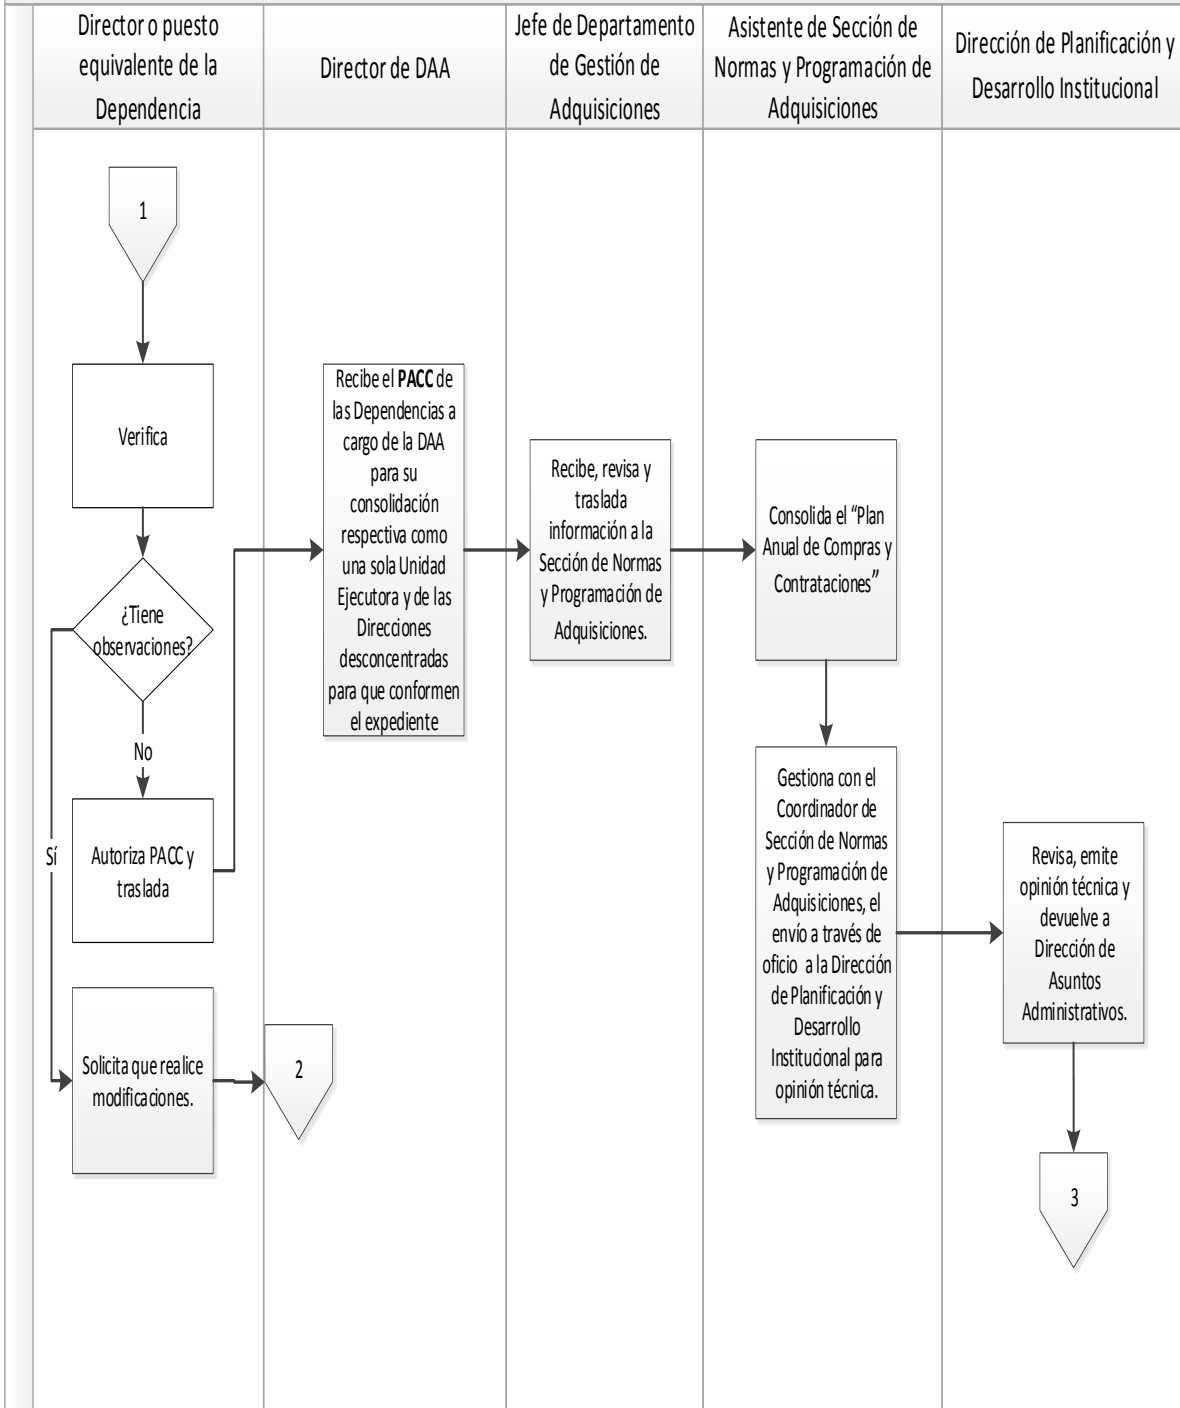 Director o puesto
equivalente de la
Dependencia
Director de DAA
Jefe de Departamento
de Gestión de
Adquisiciones
Asistente de Sección de
Normas y Programación de
Adquisiciones
Dirección de Planificación y
Desarrollo Institucional
1
Verifica
¿Tiene
observaciones?
No
Sí
Autoriza PACC y
traslada
Solicita que realice
modificaciones.
2
Recibe el PACC de
las Dependencias a
cargo de la DAA
para su
consolidación
respectiva como
una sola Unidad
Ejecutora y de las
Direcciones
desconcentradas
para que conformen
el expediente
Recibe, revisa y
traslada
información a la
Sección de Normas
y Programación de
Adquisiciones.
Consolida el “Plan
Anual de Compras y
Contrataciones”
Gestiona con el
Coordinador de
Sección de Normas
y Programación de
Adquisiciones, el
envío a través de
oficio a la Dirección
de Planificación y
Desarrollo
Institucional para
opinión técnica.
Revisa, emite
opinión técnica y
devuelve a
Dirección de
Asuntos
Administrativos.
3